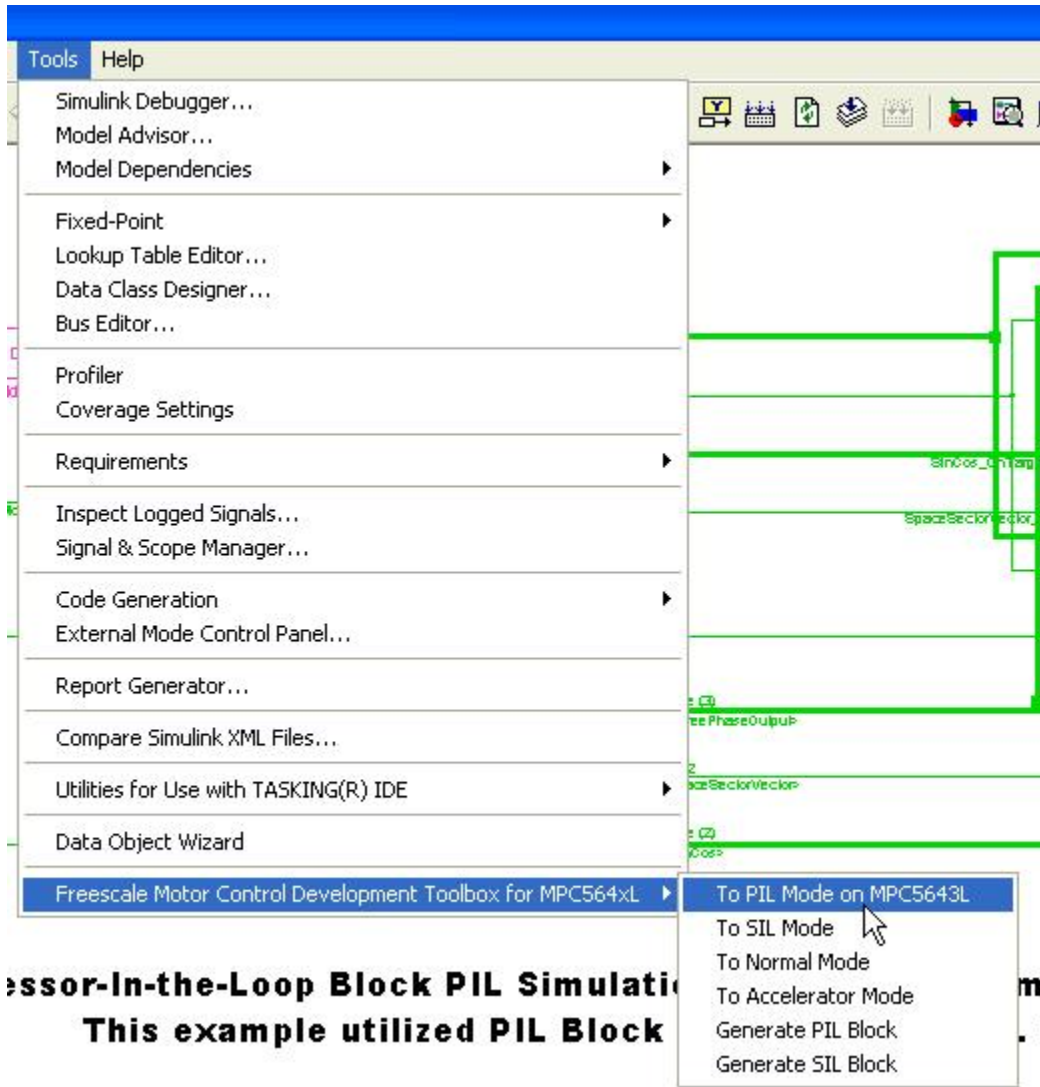 Tools Help
Simulink Debugger...
Model Advisor...
Model Dependencies
Fixed-Point
Lookup Table Editor...
Data Class Designer...
Bus Editor...
Profiler
Coverage Settings
Requirements
Inspect Logged Signals...
Signal & Scope Manager...
Code Generation
External Mode Control Panel...
Report Generator...
Compare Simulink XML Files...
Utilities for Use with TASKING(R) IDE
Data Object Wizard
Freescale Motor Control Development Toolbox for MPC564xL
To PIL Mode on MPC5643L
To SIL Mode
To Normal Mode
To Accelerator Mode
Generate PIL Block
Generate SIL Block
essor-In-the-Loop Block PIL Simulati
This example utilized PIL Block